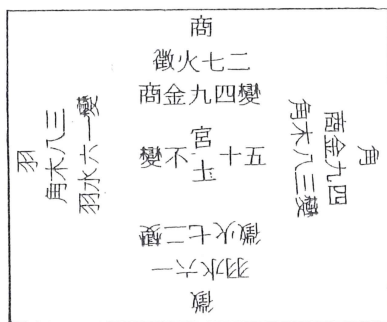 商
徵火七二
商金九四變
宮
五十平不變
角
商金九四
角木八三變
徵
羽水六一
徵火七二變
羽
角木八三
羽水六一變